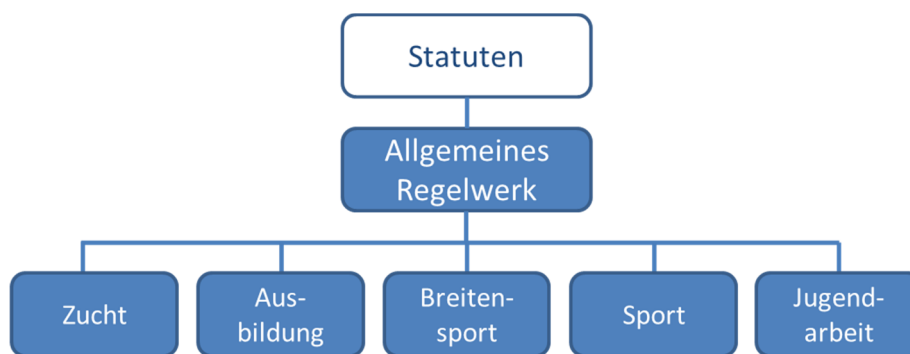 Statuten
Allgemeines
Regelwerk
Zucht
Aus-
bildung
Breiten-
sport
Sport
Jugend-
arbeit